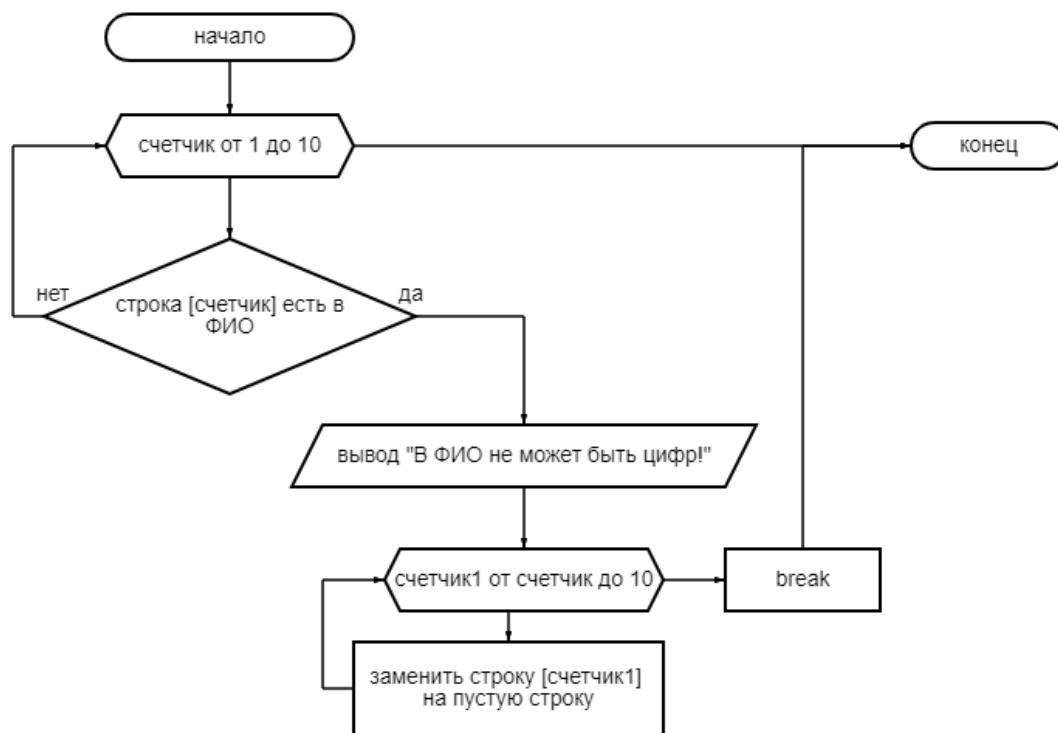 начало
счетчик от 1 до 10
конец
нет
строка [счетчик] есть в
ФИО
да
вывод "В ФИО не может быть цифр!"
счетчик1 от счетчик до 10
break
заменить строку [счетчик1]
на пустую строку